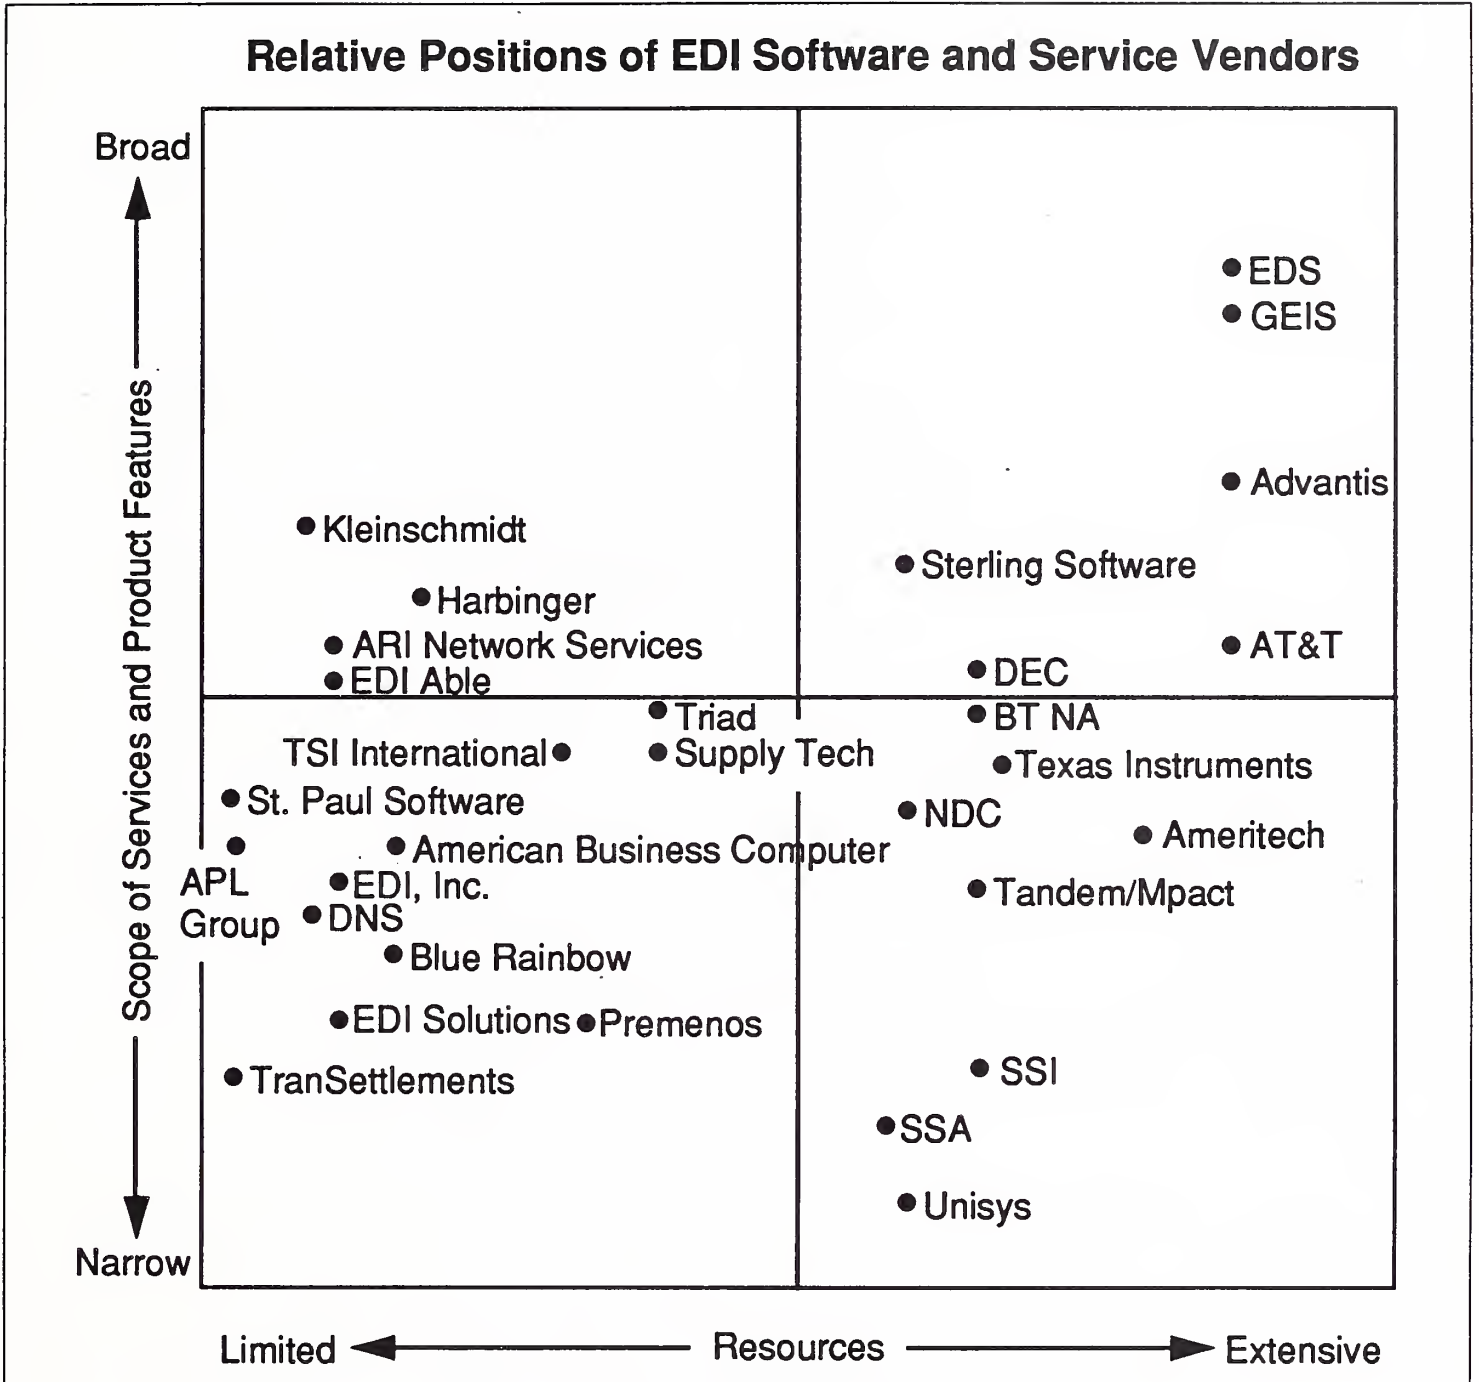 Relative Positions of EDI Software and Service Vendors
Broad
EDS
GEIS
Advantis
Kleinschmidt
Sterling Software
Harbinger
ARI Network Services
AT&T
EDI Able
DEC
Triad
BT NA
TSI International
Supply Tech
Texas Instruments
St. Paul Software
NDC
American Business Computer
Ameritech
APL
Group
EDI, Inc.
Tandem/Mpact
DNS
Blue Rainbow
EDI Solutions
Premenos
SSI
TranSettlements
SSA
Unisys
Scope of Services and Product Features
Narrow
Limited
Resources
Extensive